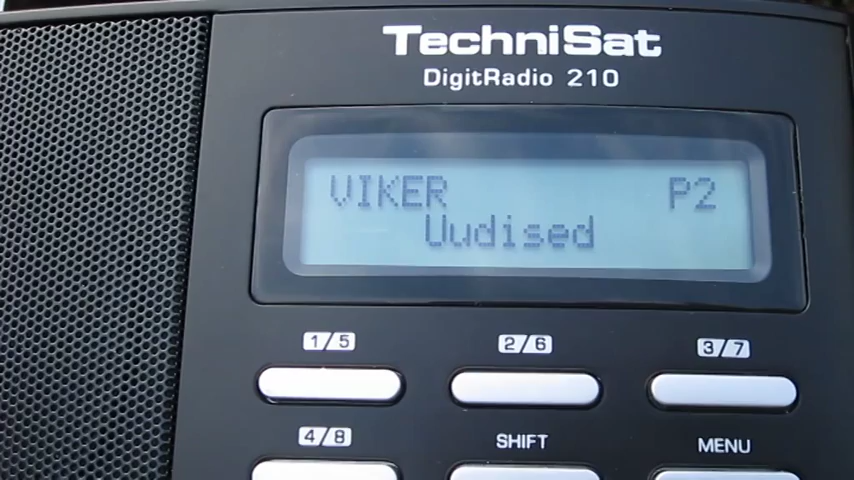 TechniSat
DigitRadio 210
VIKER P2
Uudised
1/5 2/6 3/7
4/8 SHIFT MENU